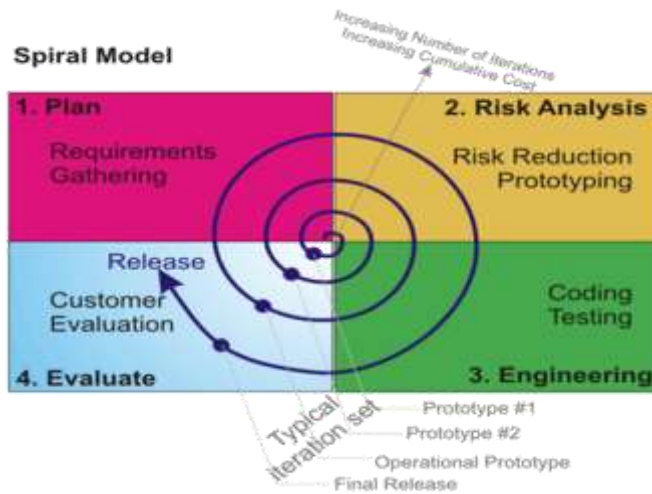 Increasing Number of iterations
Increasing Cumulative Cost
Spiral Model
1. Plan
2. Risk Analysis
Requirements
Gathering
Risk Reduction
Prototyping
Release
Customer
Evaluation
Coding
Testing
4. Evaluate
3. Engineering
Typical
iteration set
Prototype #1
Prototype #2
Operational Prototype
Final Release